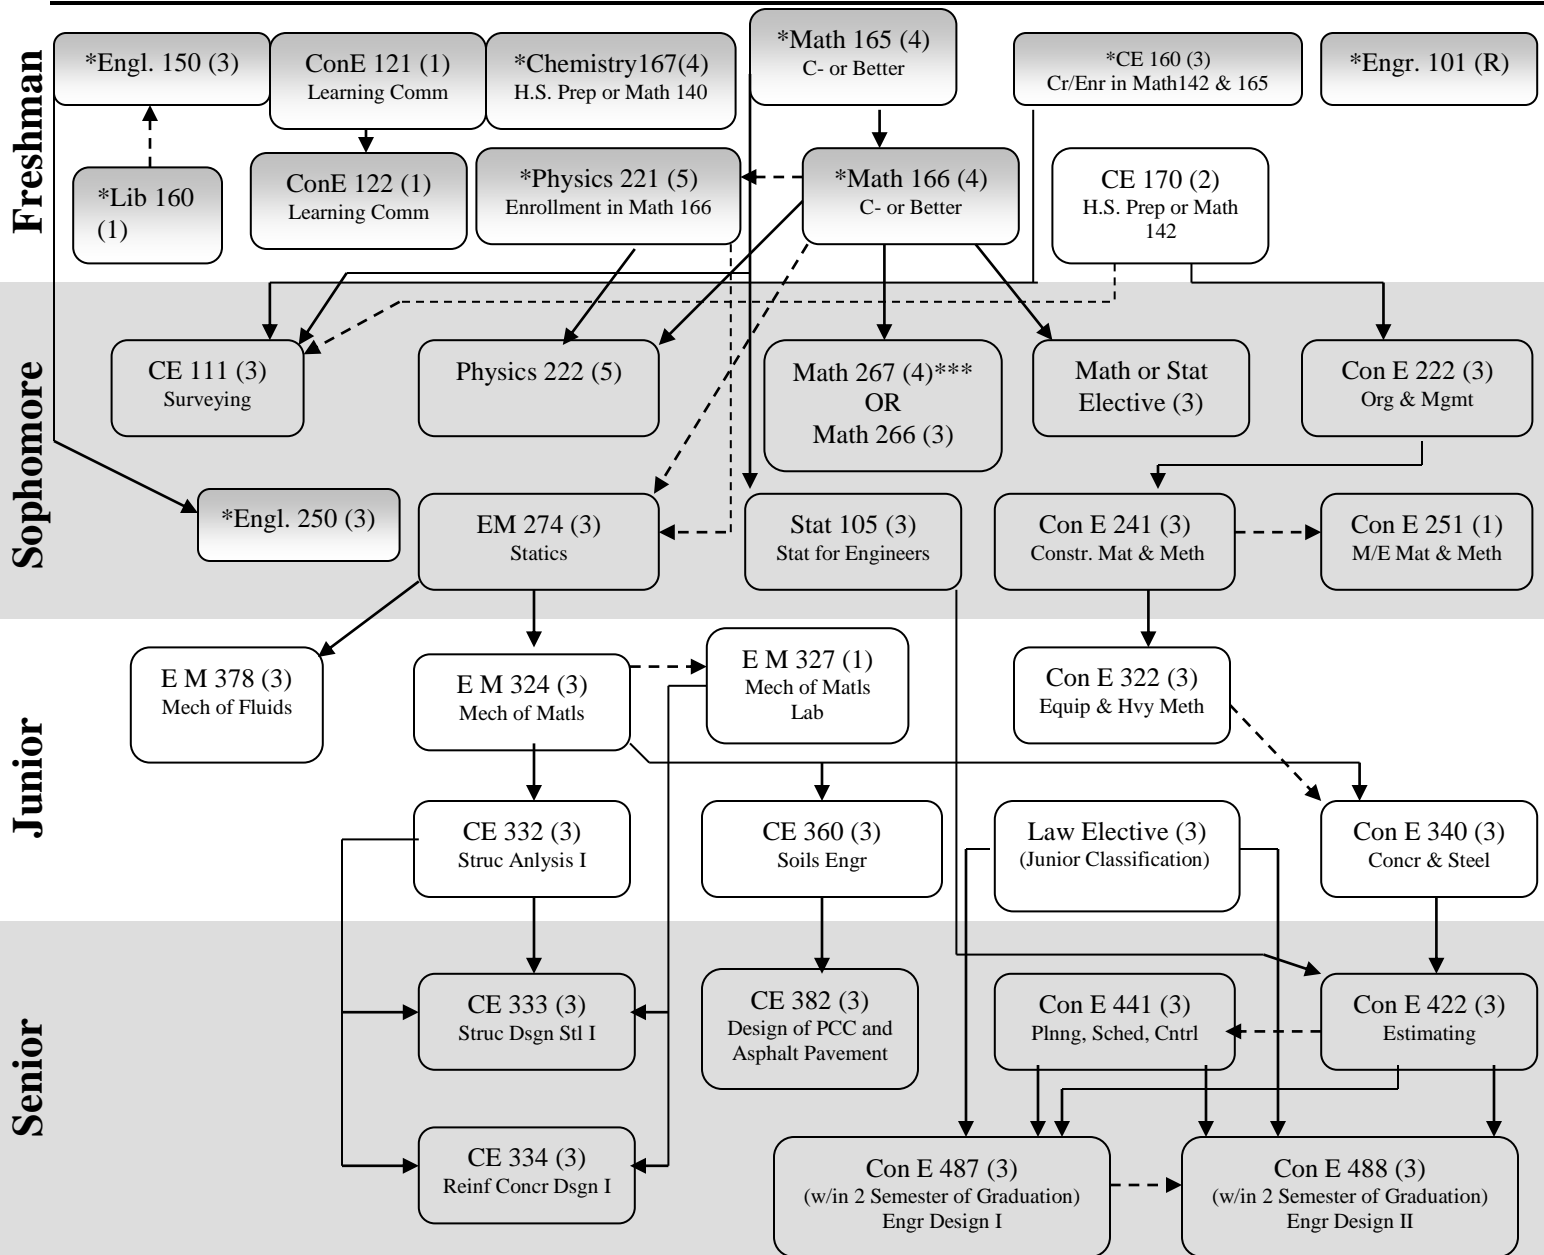 Freshman
*Engl. 150 (3)
ConE 121 (1)
Learning Comm
*Chemistry167(4)
H.S. Prep or Math 140
*Math 165 (4)
C- or Better
*CE 160 (3)
Cr/Enr in Math142 & 165
*Engr. 101 (R)
*Lib 160
(1)
ConE 122 (1)
Learning Comm
*Physics 221 (5)
Enrollment in Math 166
*Math 166 (4)
C- or Better
CE 170 (2)
H.S. Prep or Math
142
Sophomore
CE 111 (3)
Surveying
Physics 222 (5)
Math 267 (4)***
OR
Math 266 (3)
Math or Stat
Elective (3)
Con E 222 (3)
Org & Mgmt
*Engl. 250 (3)
EM 274 (3)
Statics
Stat 105 (3)
Stat for Engineers
Con E 241 (3)
Constr. Mat & Meth
Con E 251 (1)
M/E Mat & Meth
Junior
E M 378 (3)
Mech of Fluids
E M 324 (3)
Mech of Matls
E M 327 (1)
Mech of Matls
Lab
Con E 322 (3)
Equip & Hvy Meth
CE 332 (3)
Struc Anlysis I
CE 360 (3)
Soils Engr
Law Elective (3)
(Junior Classification)
Con E 340 (3)
Concr & Steel
Senior
CE 333 (3)
Struc Dsgn Stl I
CE 382 (3)
Design of PCC and
Asphalt Pavement
Con E 441 (3)
Plnng, Sched, Cntrl
Con E 422 (3)
Estimating
CE 334 (3)
Reinf Concr Dsgn I
Con E 487 (3)
(w/in 2 Semester of Graduation)
Engr Design I
Con E 488 (3)
(w/in 2 Semester of Graduation)
Engr Design II